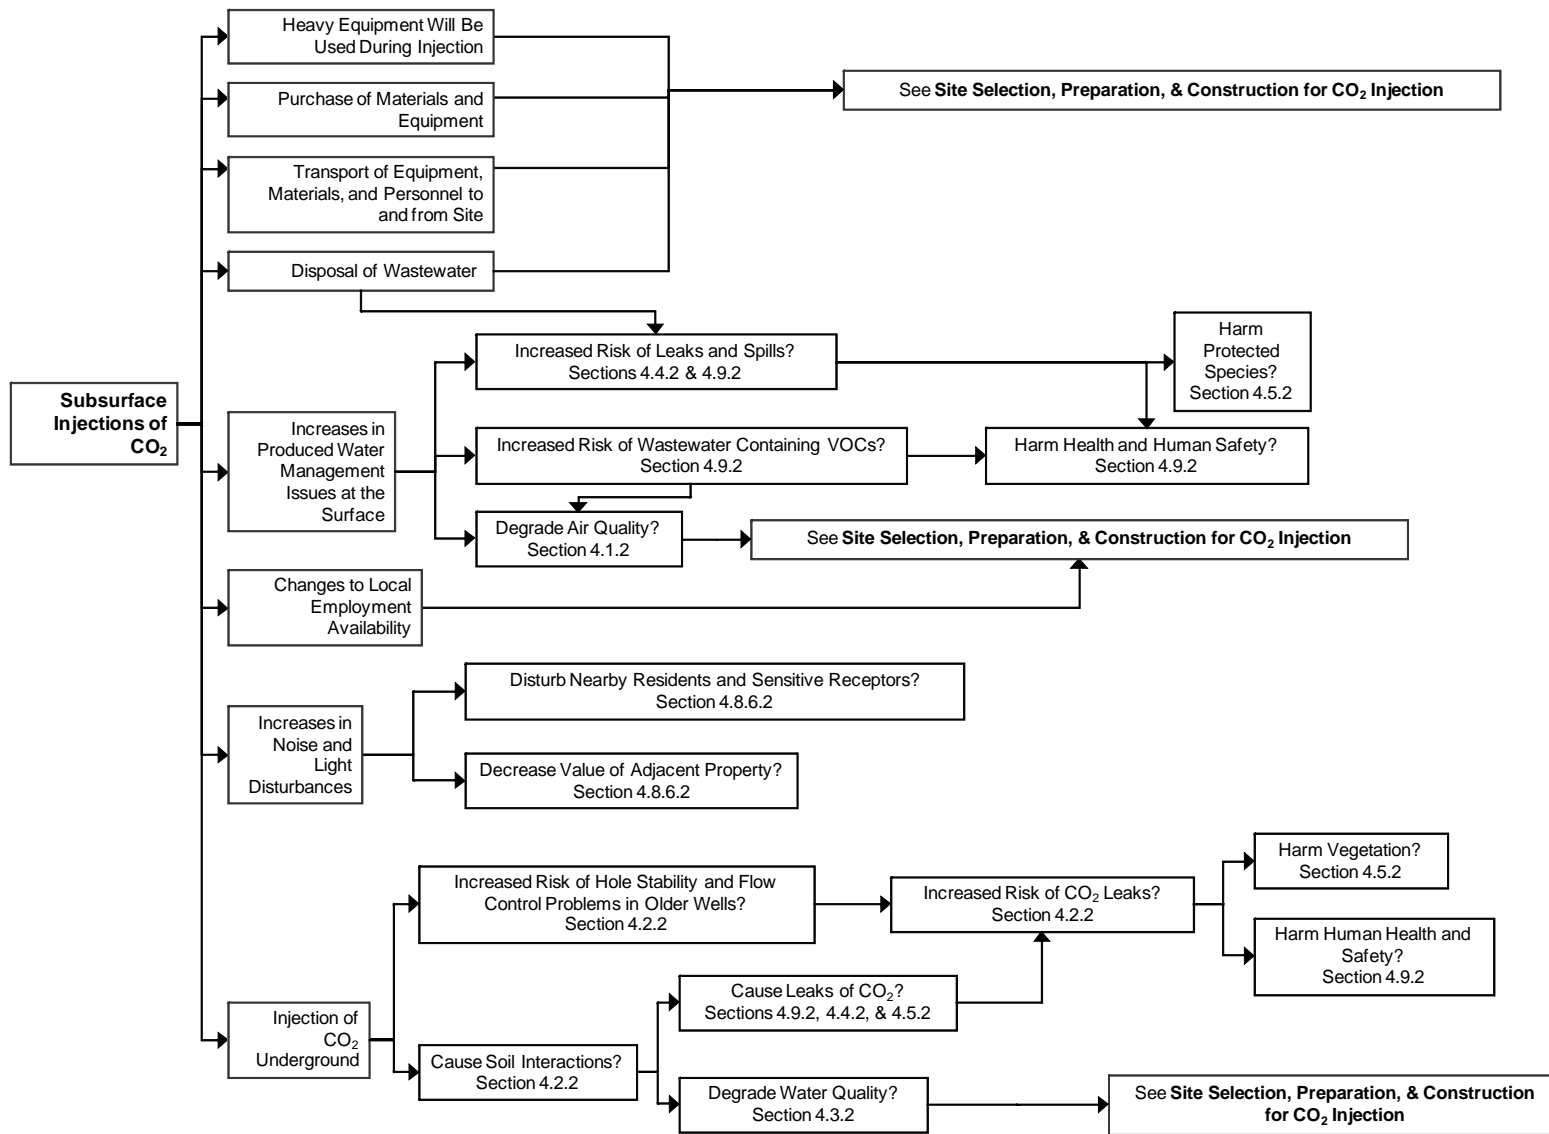 Heavy Equipment Will Be
Used During Injection
Purchase of Materials and
Equipment
See Site Selection, Preparation, & Construction for CO₂ Injection
Transport of Equipment,
Materials, and Personnel to
and from Site
Disposal of Wastewater
Subsurface
Injections of
CO₂
Increased Risk of Leaks and Spills?
Sections 4.4.2 & 4.9.2
Harm
Protected
Species?
Section 4.5.2
Increases in
Produced Water
Management
Issues at the
Surface
Increased Risk of Wastewater Containing VOCs?
Section 4.9.2
Harm Health and Human Safety?
Section 4.9.2
Degrade Air Quality?
Section 4.1.2
See Site Selection, Preparation, & Construction for CO₂ Injection
Changes to Local
Employment
Availability
Increases in
Noise and
Light
Disturbances
Disturb Nearby Residents and Sensitive Receptors?
Section 4.8.6.2
Decrease Value of Adjacent Property?
Section 4.8.6.2
Injection of
CO₂
Underground
Increased Risk of Hole Stability and Flow
Control Problems in Older Wells?
Section 4.2.2
Increased Risk of CO₂ Leaks?
Section 4.2.2
Harm Vegetation?
Section 4.5.2
Harm Human Health and
Safety?
Section 4.9.2
Cause Soil Interactions?
Section 4.2.2
Cause Leaks of CO₂?
Sections 4.9.2, 4.4.2, & 4.5.2
Degrade Water Quality?
Section 4.3.2
See Site Selection, Preparation, & Construction
for CO₂ Injection